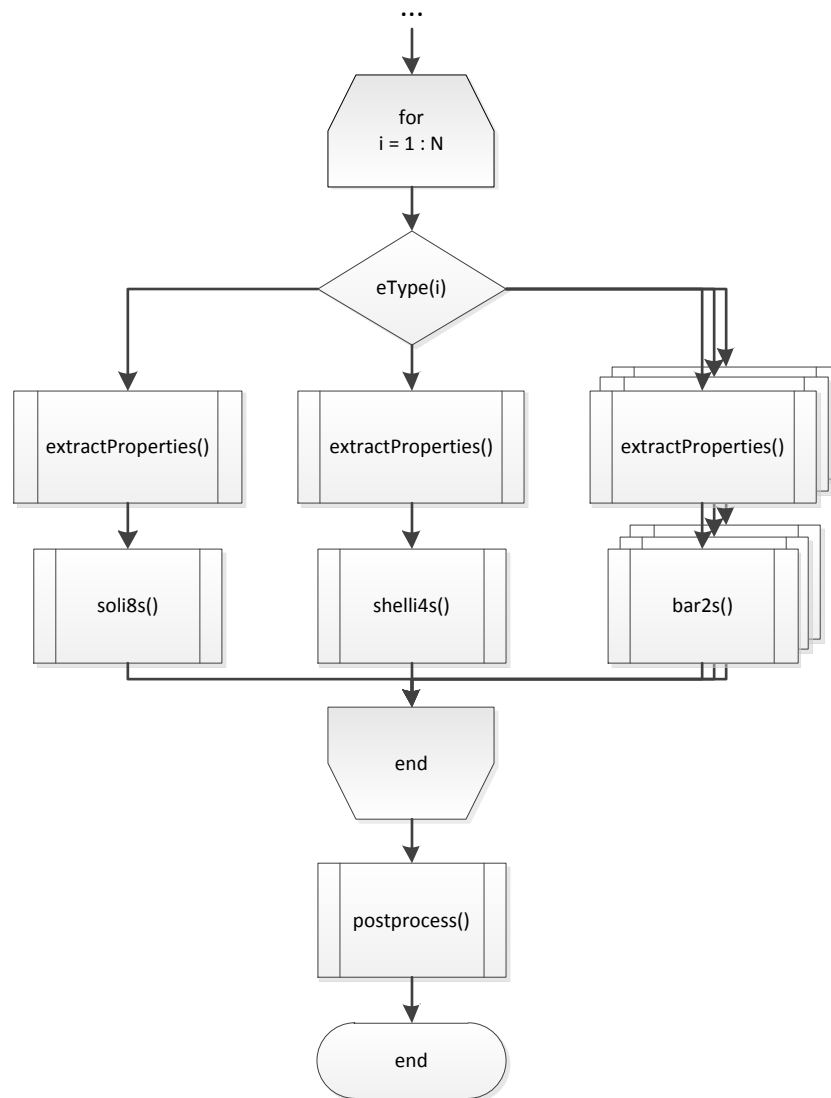 ...
for
i = 1 : N
eType(i)
extractProperties()
extractProperties()
extractProperties()
soli8s()
shelli4s()
bar2s()
end
postprocess()
end